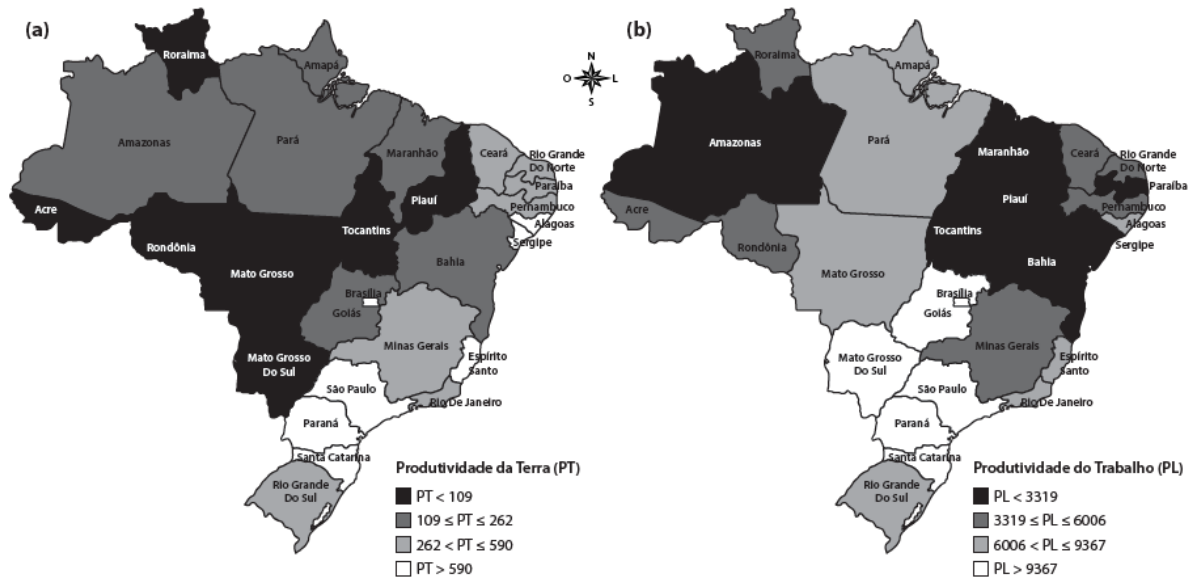 (a)
Roraima
Amapá
Amazonas
Pará
Maranhão
Ceará
Rio Grande
Do Norte
Paraíba
Pernambuco
Alagoas
Sergipe
Piauí
Acre
Rondônia
Tocantins
Bahia
Mato Grosso
Brasília
Goiás
Minas Gerais
Espírito
Santo
Mato Grosso
Do Sul
São Paulo
Rio De Janeiro
Paraná
Santa Catarina
Rio Grande
Do Sul
Produtividade da Terra (PT)
PT < 109
109 ≤ PT ≤ 262
262 < PT ≤ 590
PT > 590
N
O L
S
(b)
Roraima
Amapá
Amazonas
Pará
Maranhão
Ceará
Rio Grande
Do Norte
Paraíba
Pernambuco
Alagoas
Sergipe
Piauí
Acre
Rondônia
Tocantins
Bahia
Mato Grosso
Brasília
Goiás
Minas Gerais
Espírito
Santo
Mato Grosso
Do Sul
São Paulo
Rio De Janeiro
Paraná
Santa Catarina
Rio Grande
Do Sul
Produtividade do Trabalho (PL)
PL < 3319
3319 ≤ PL ≤ 6006
6006 < PL ≤ 9367
PL > 9367